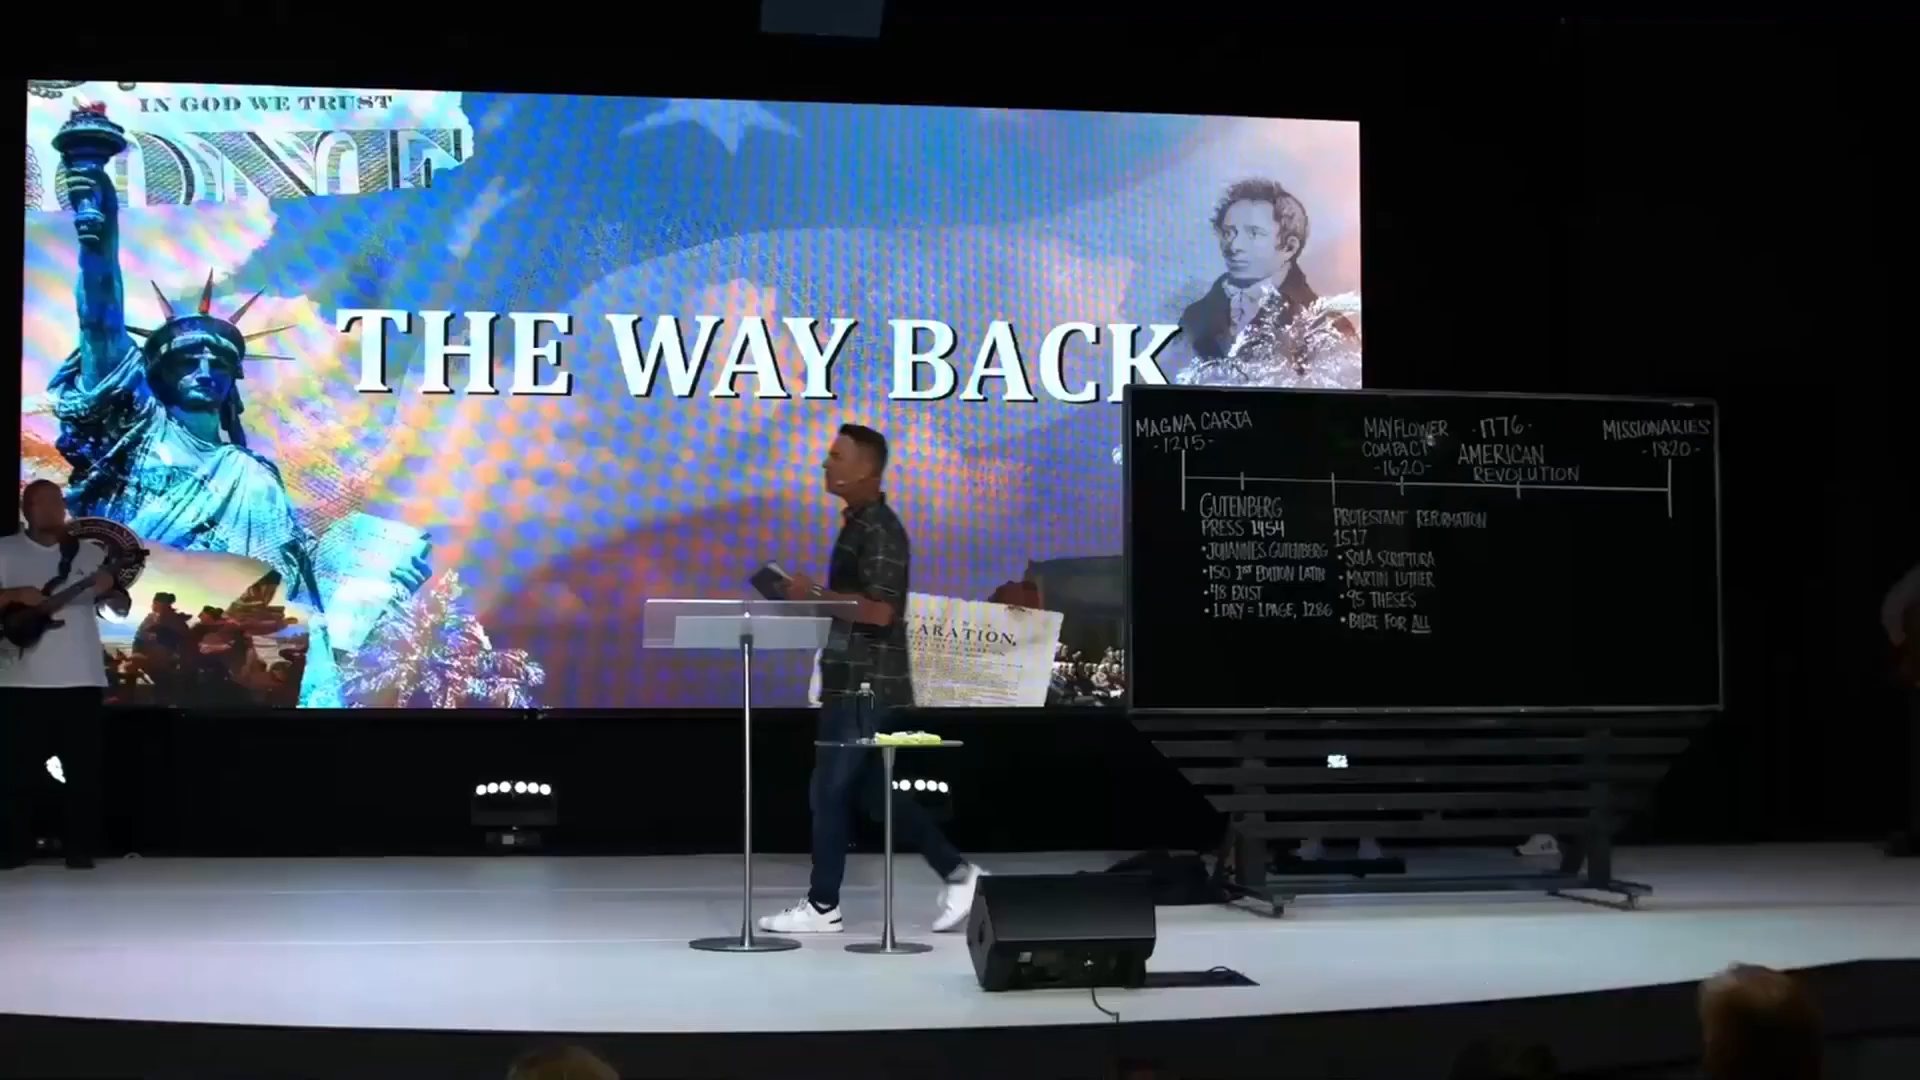 IN GOD WE TRUST
ONE
THE WAY BACK
ARATION,
MAGNA CARTA
-1215-
MAYFLOWER
COMPACT
-1620-
-1776-
AMERICAN
REVOLUTION
MISSIONARIES
-1820-
GUTENBERG
PRESS 1454
•JOHANNES GUTENBERG
•150 1ST EDITION LATIN
•48 EXIST
•1 DAY = 1 PAGE, 1286
PROTESTANT REFORMATION
1517
•SOLA SCRIPTURA
•MARTIN LUTHER
•95 THESES
•BIBLE FOR ALL